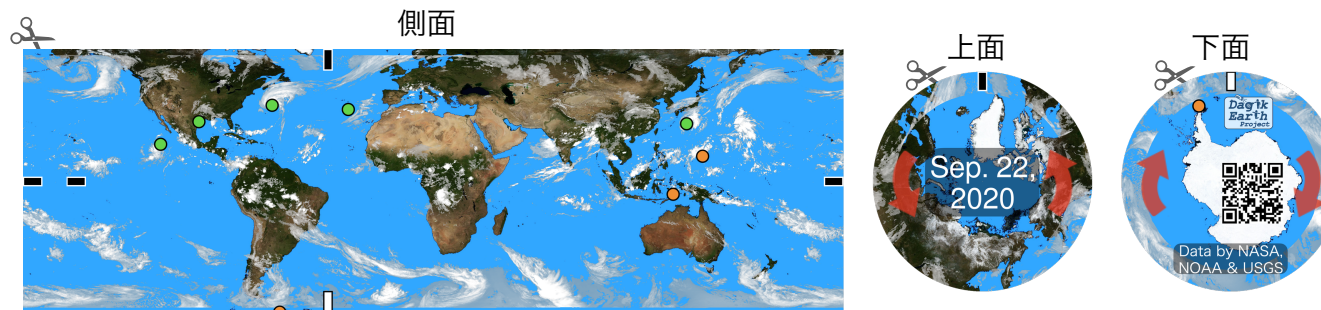 側面
上面
下面
Sep. 22,
2020
Dagik
Earth
Project
Data by NASA,
NOAA & USGS